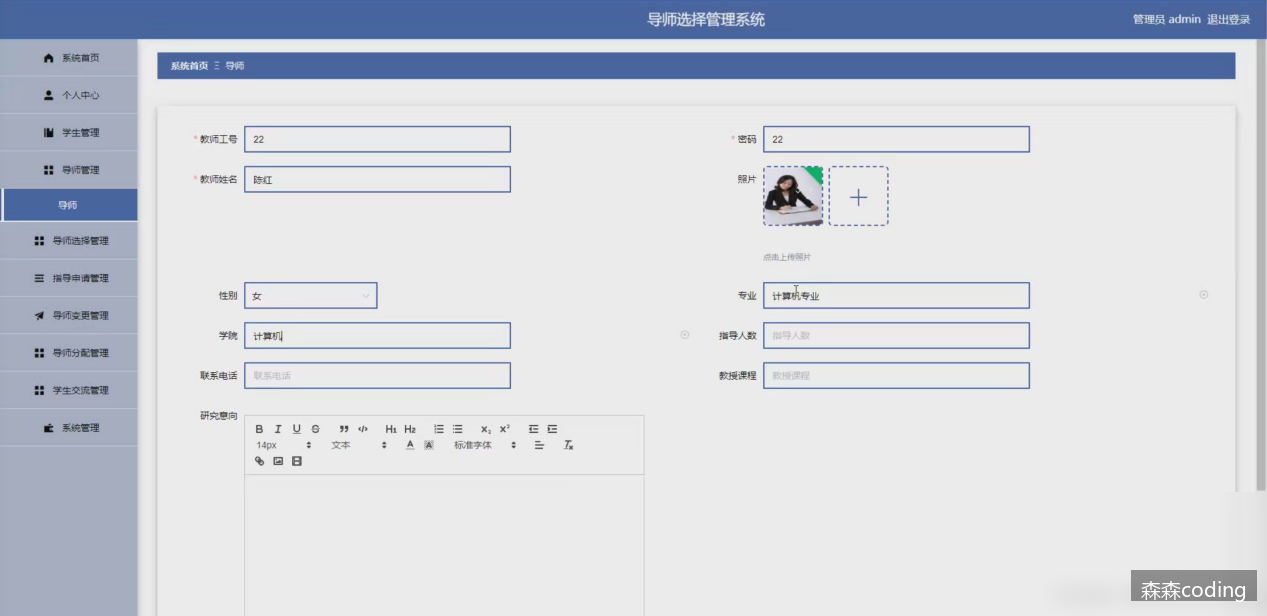 导师选择管理系统
管理员 admin 退出登录
系统首页
个人中心
学生管理
导师管理
导师
导师选择管理
指导申请管理
导师变更管理
导师分配管理
学生交流管理
系统管理
系统首页 导师
* 教师工号 22
* 密码 22
* 教师姓名 陈红
照片
点击上传照片
性别 女
专业 计算机专业
学院 计算机
指导人数 指导人数
联系电话 联系电话
教授课程 教授课程
研究意向
B I U S ” </> H1 H2 X2 X2
14px 文本 A A 标准字体 Tx
森森coding